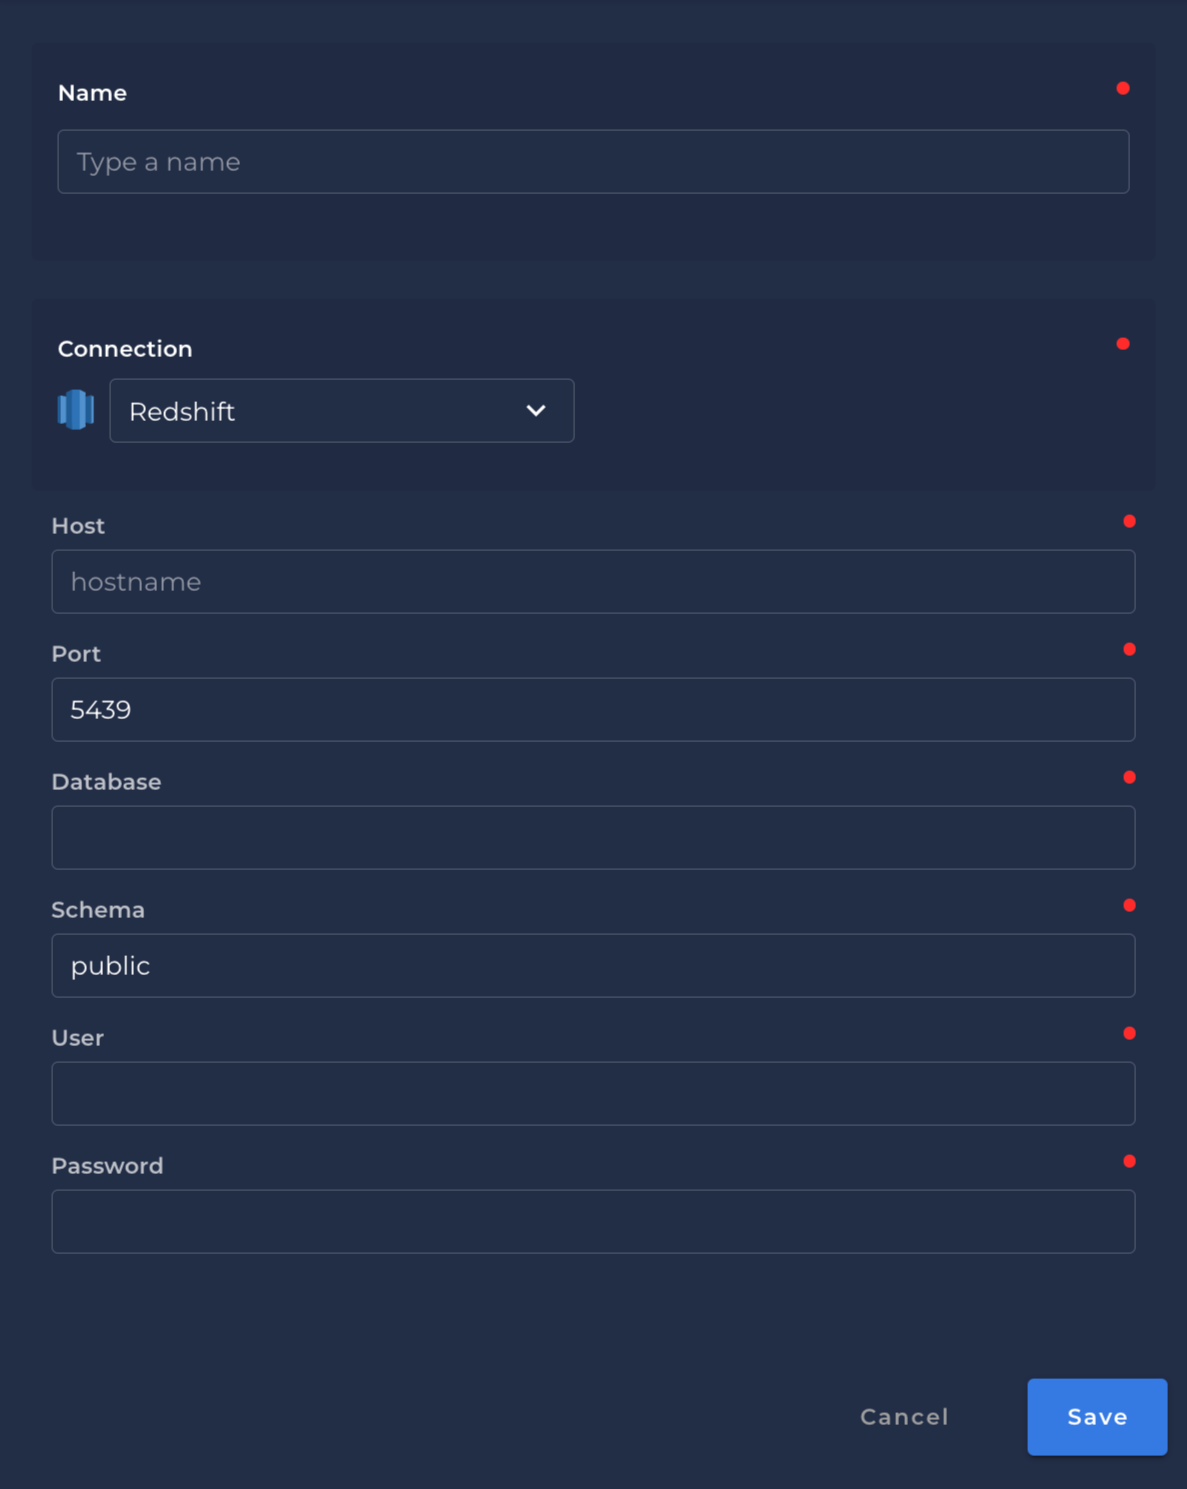 Name
Type a name
Connection
Redshift
Host
hostname
Port
5439
Database
Schema
public
User
Password
Cancel
Save